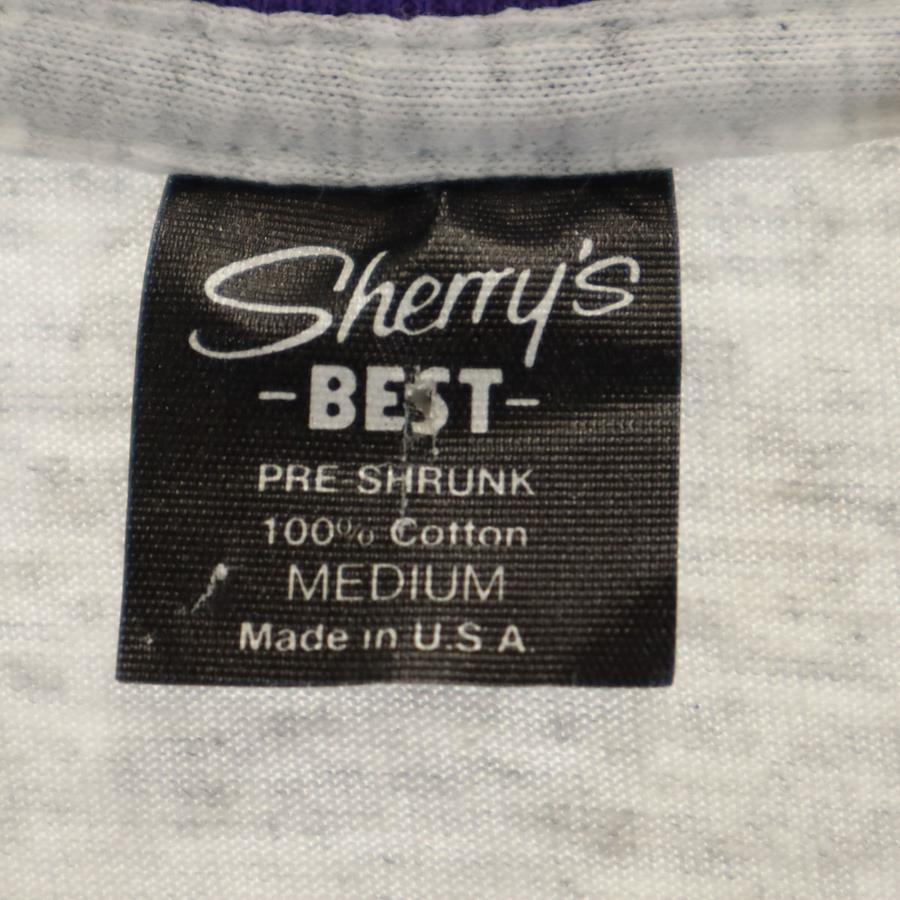 Sherry's
-BEST-
PRE-SHRUNK
100% Cotton
MEDIUM
Made in U.S.A.